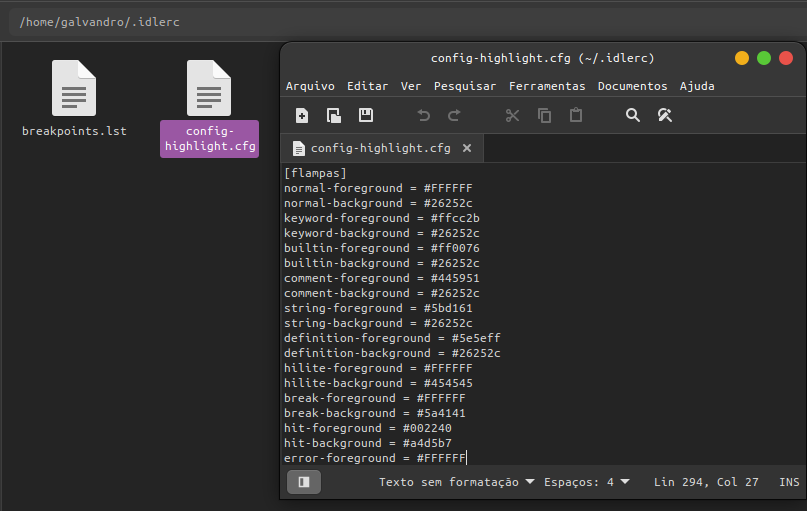 /home/galvandro/.idlerc
breakpoints.lst
config-
highlight.cfg
config-highlight.cfg (~/.idlerc)
Arquivo Editar Ver Pesquisar Ferramentas Documentos Ajuda
config-highlight.cfg
[flampas]
normal-foreground = #FFFFFF
normal-background = #26252c
keyword-foreground = #ffcc2b
keyword-background = #26252c
builtin-foreground = #ff0076
builtin-background = #26252c
comment-foreground = #445951
comment-background = #26252c
string-foreground = #5bd161
string-background = #26252c
definition-foreground = #5e5eff
definition-background = #26252c
hilite-foreground = #FFFFFF
hilite-background = #454545
break-foreground = #FFFFFF
break-background = #5a4141
hit-foreground = #002240
hit-background = #a4d5b7
error-foreground = #FFFFFF
Texto sem formatação Espaços: 4 Lin 294, Col 27 INS